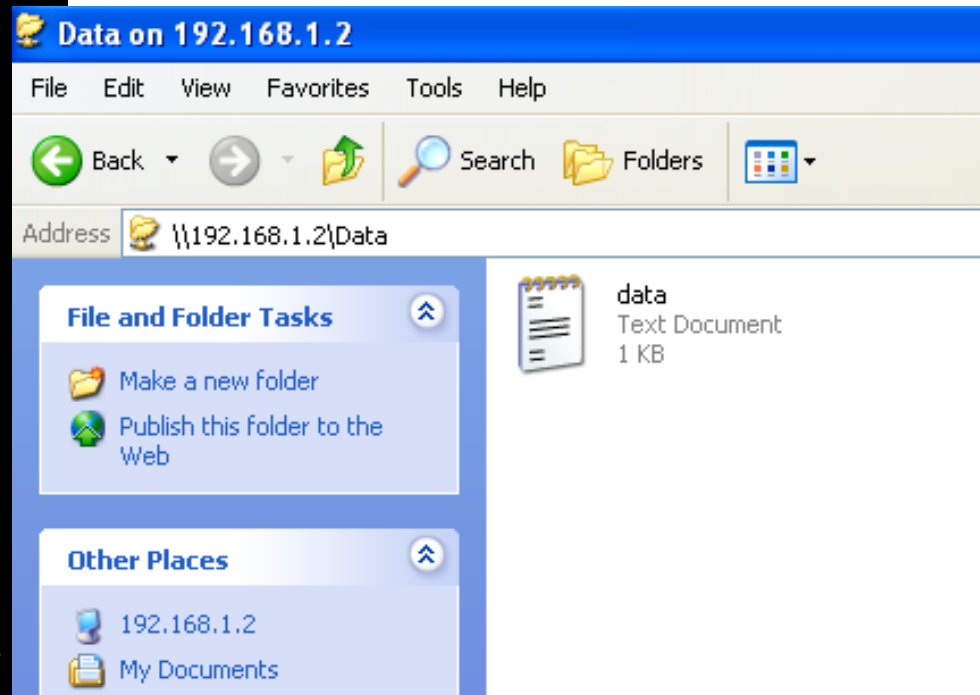 Data on 192.168.1.2
File Edit View Favorites Tools Help
Back Search Folders
Address \\192.168.1.2\Data
File and Folder Tasks
Make a new folder
Publish this folder to the
Web
Other Places
192.168.1.2
My Documents
data
Text Document
1 KB